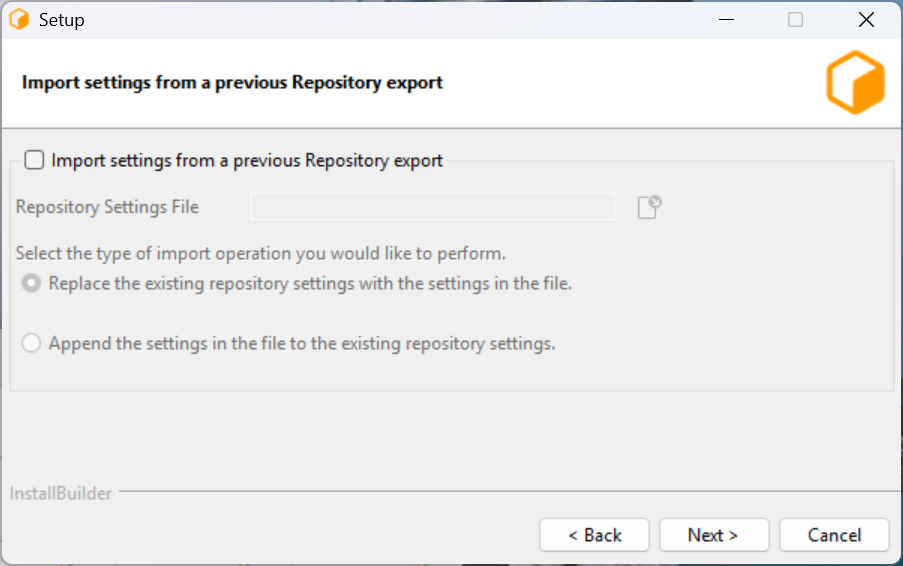 Setup
Import settings from a previous Repository export
Import settings from a previous Repository export
Repository Settings File
Select the type of import operation you would like to perform.
Replace the existing repository settings with the settings in the file.
Append the settings in the file to the existing repository settings.
InstallBuilder
< Back Next > Cancel